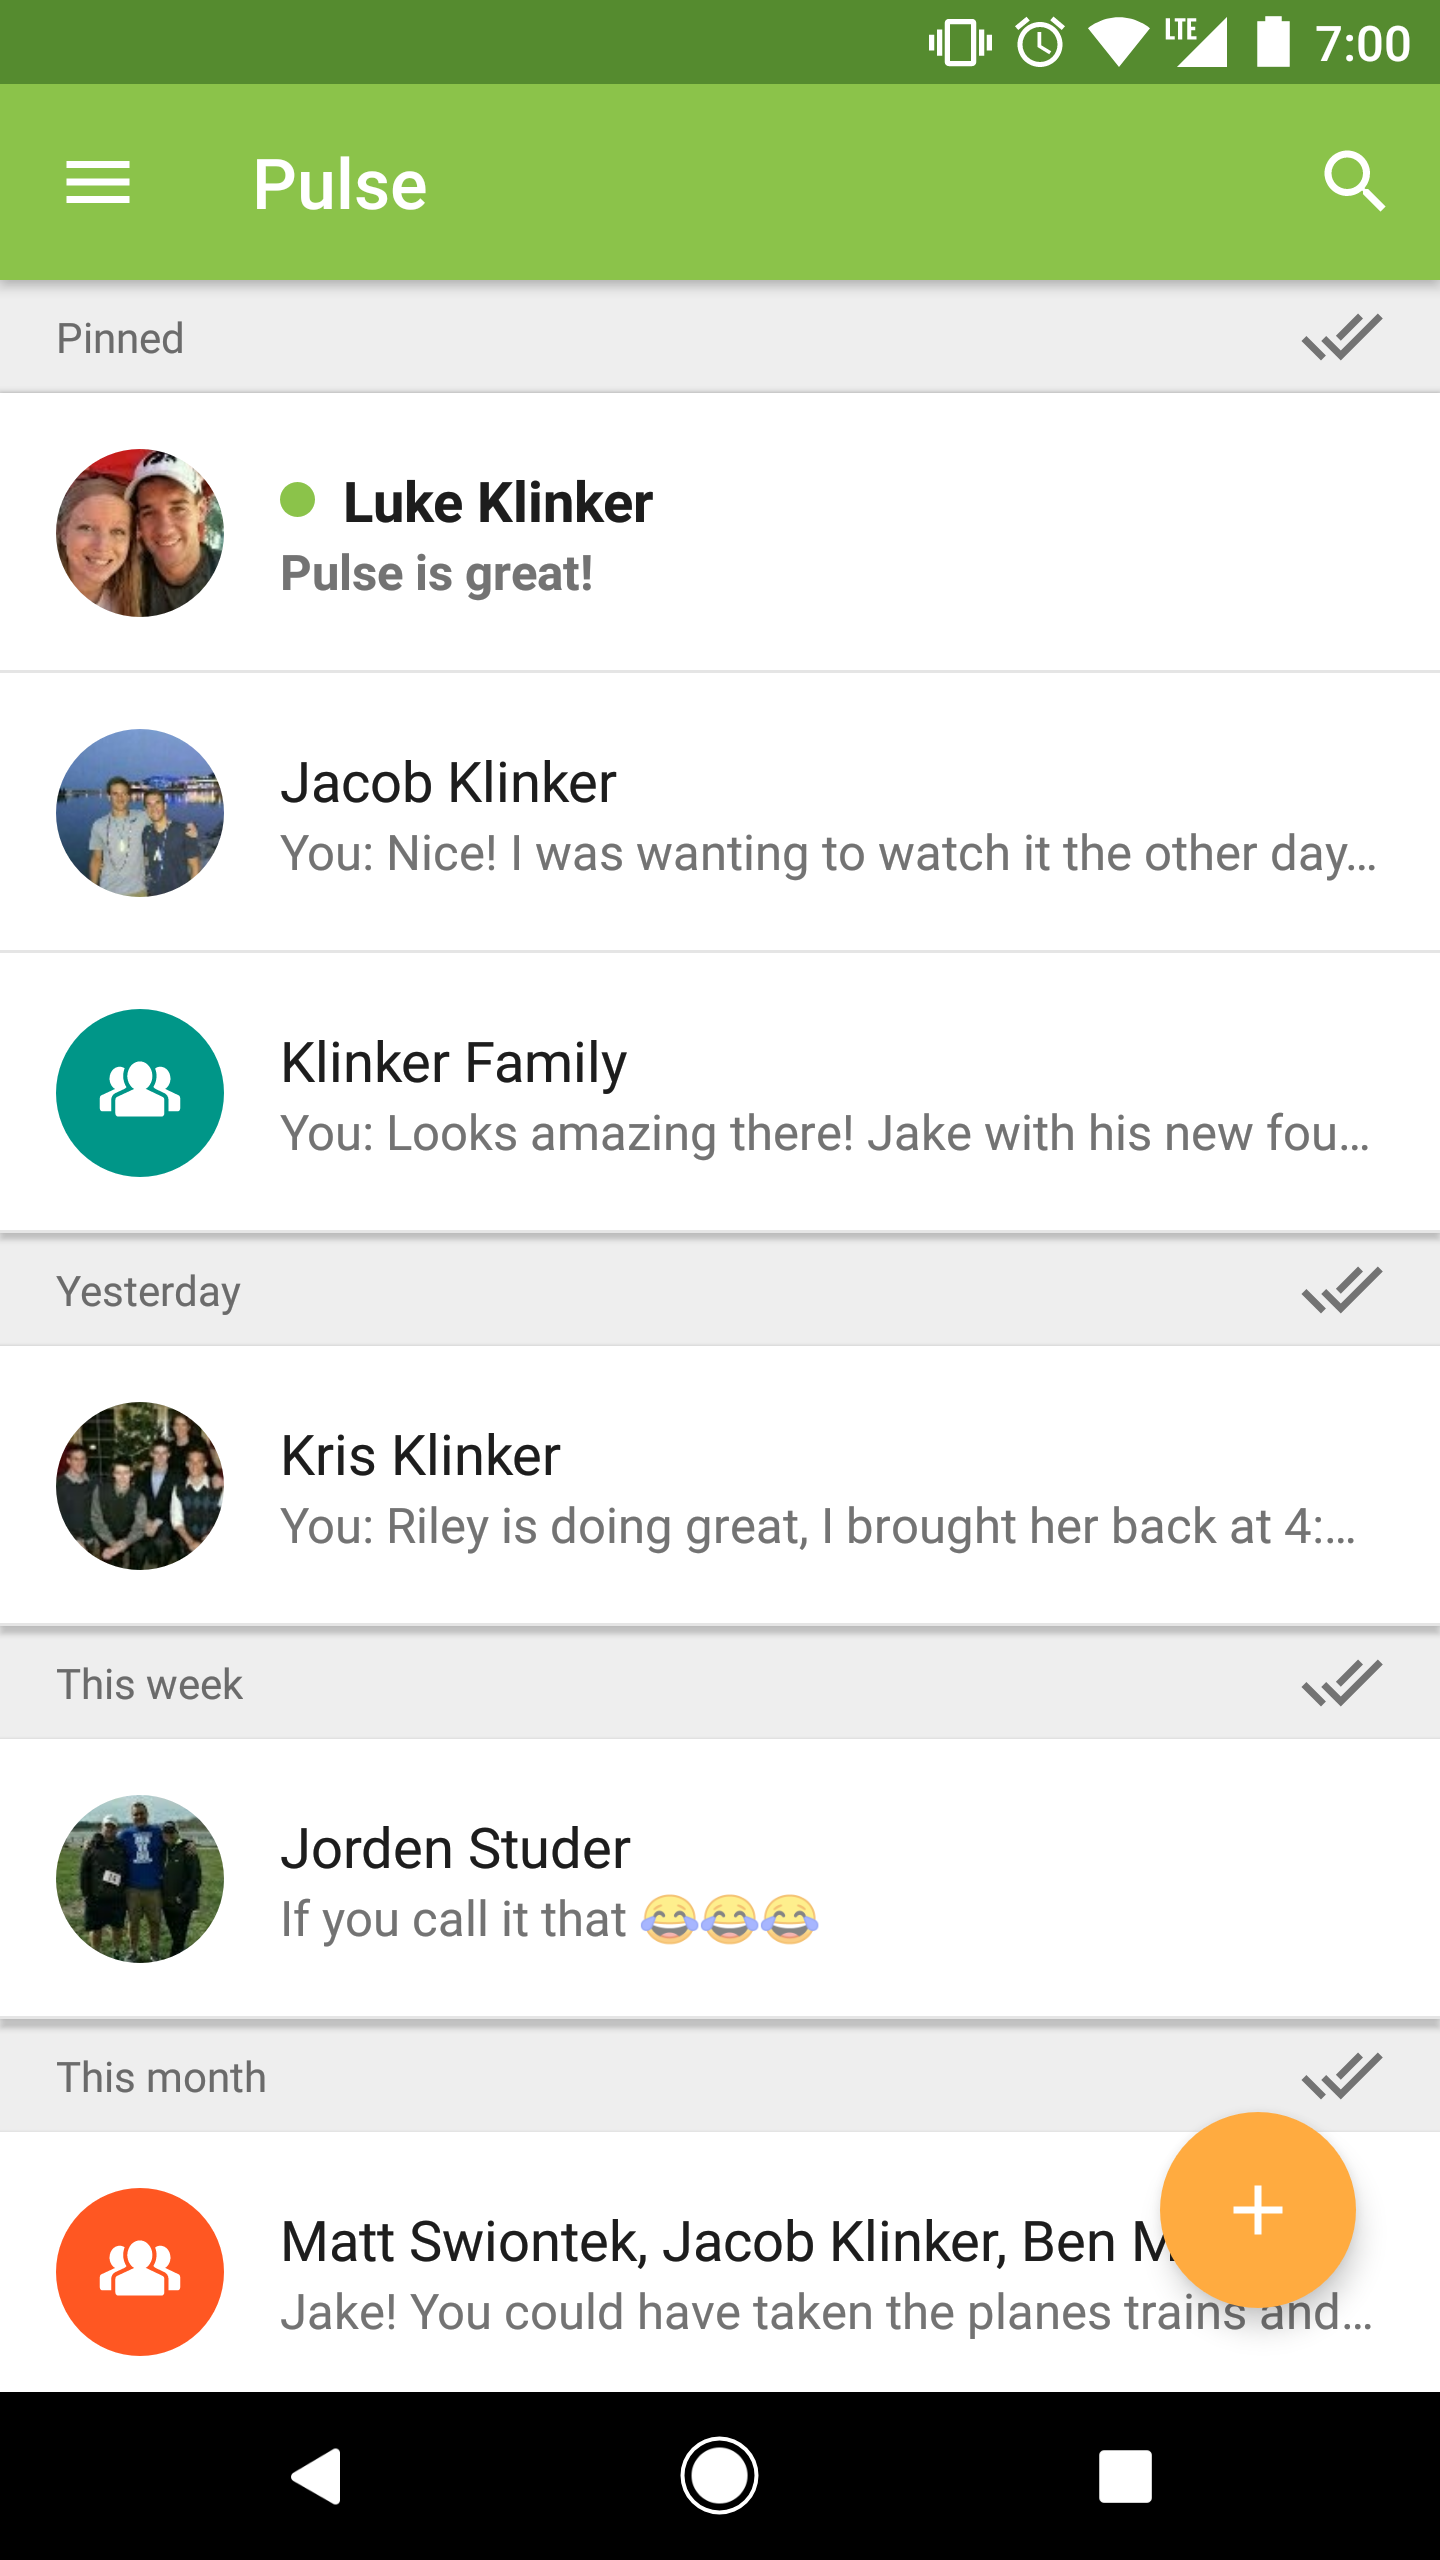 LTE 7:00
Pulse
Pinned
Luke Klinker
Pulse is great!
Jacob Klinker
You: Nice! I was wanting to watch it the other day...
Klinker Family
You: Looks amazing there! Jake with his new fou...
Yesterday
Kris Klinker
You: Riley is doing great, I brought her back at 4:...
This week
Jorden Studer
If you call it that 😂😂😂
This month
Matt Swiontek, Jacob Klinker, Ben M
Jake! You could have taken the planes trains and...